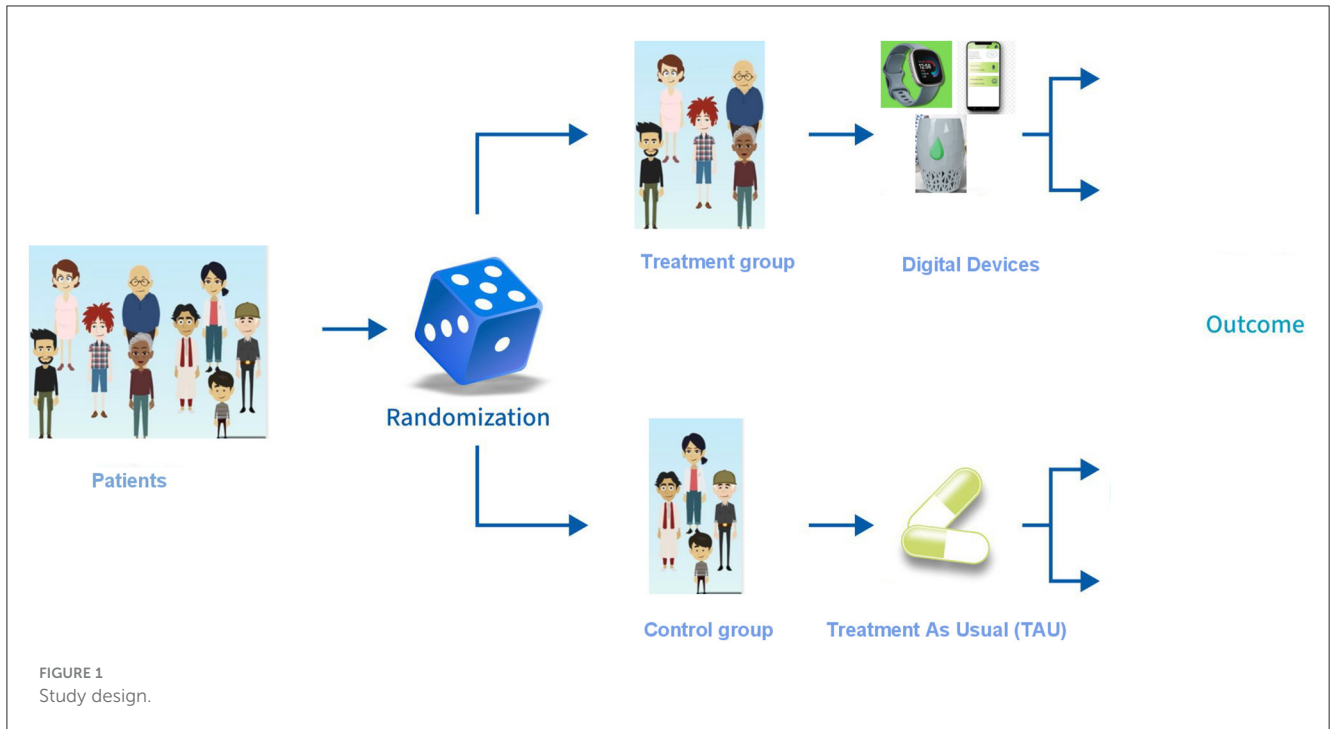 Treatment group
Digital Devices
Outcome
Randomization
Patients
Control group
Treatment As Usual (TAU)
FIGURE 1
Study design.